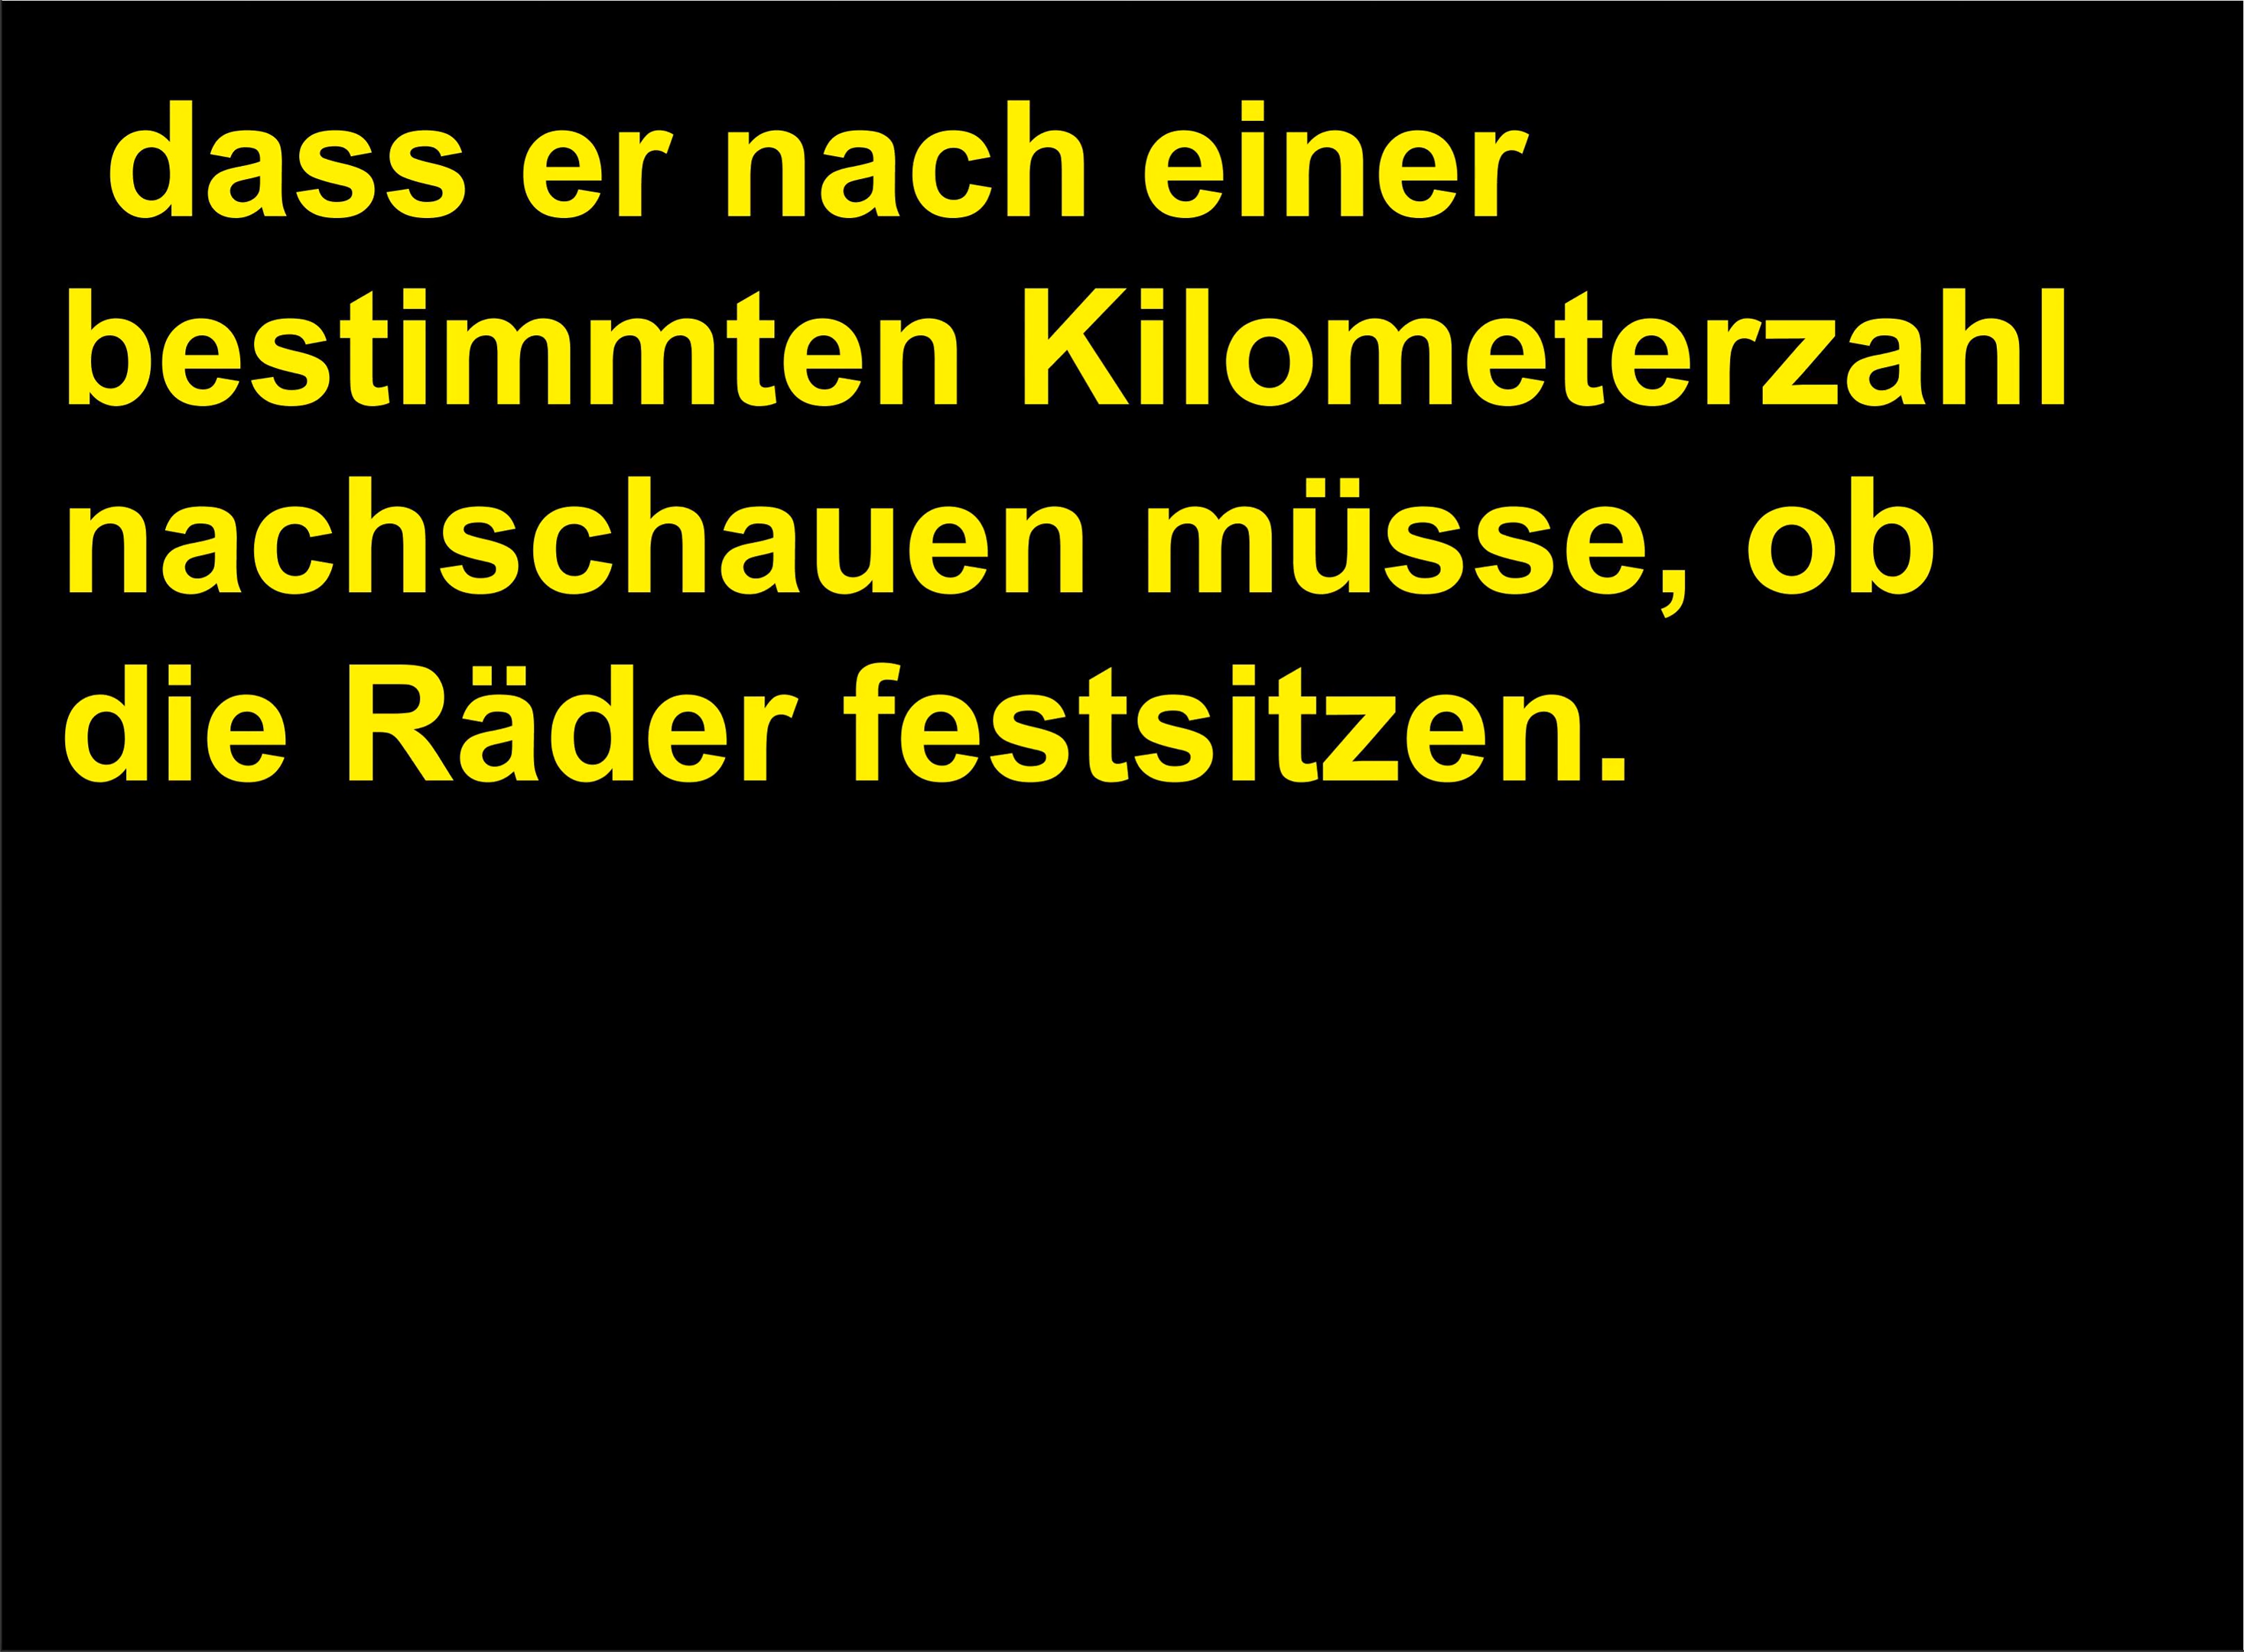 dass er nach einer
bestimmten Kilometerzahl
nachschauen müsse, ob
die Räder festsitzen.